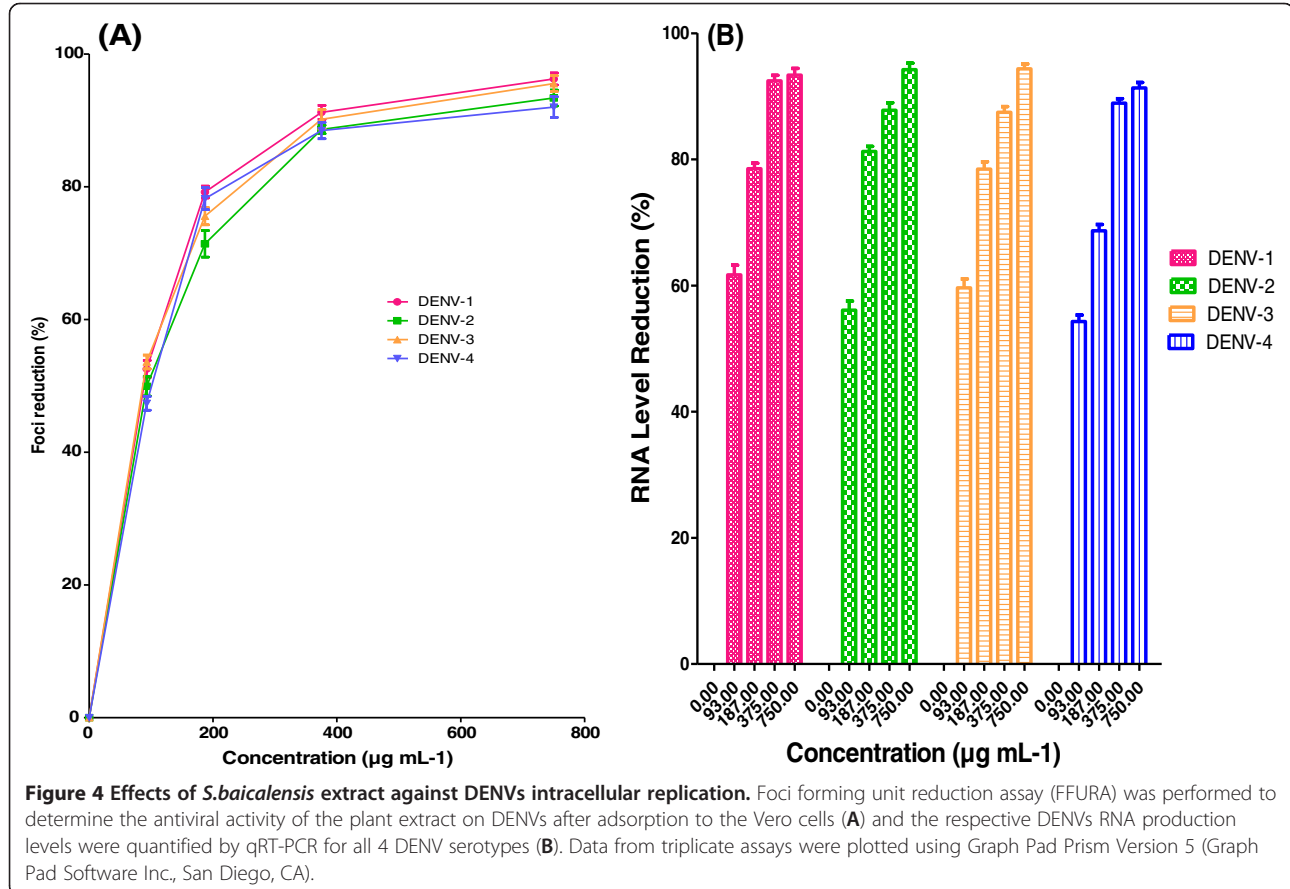 (A)
100
80
60
40
20
0
Foci reduction (%)
0 200 400 600 800
Concentration (µg mL-1)
DENV-1
DENV-2
DENV-3
DENV-4
(B)
100
80
60
40
20
0
RNA Level Reduction (%)
0.00 93.00 187.00 375.00 750.00 0.00 93.00 187.00 375.00 750.00 0.00 93.00 187.00 375.00 750.00 0.00 93.00 187.00 375.00 750.00
Concentration (µg mL-1)
DENV-1
DENV-2
DENV-3
DENV-4
Figure 4 Effects of S.baicalensis extract against DENVs intracellular replication. Foci forming unit reduction assay (FFURA) was performed to
determine the antiviral activity of the plant extract on DENVs after adsorption to the Vero cells (A) and the respective DENVs RNA production
levels were quantified by qRT-PCR for all 4 DENV serotypes (B). Data from triplicate assays were plotted using Graph Pad Prism Version 5 (Graph
Pad Software Inc., San Diego, CA).